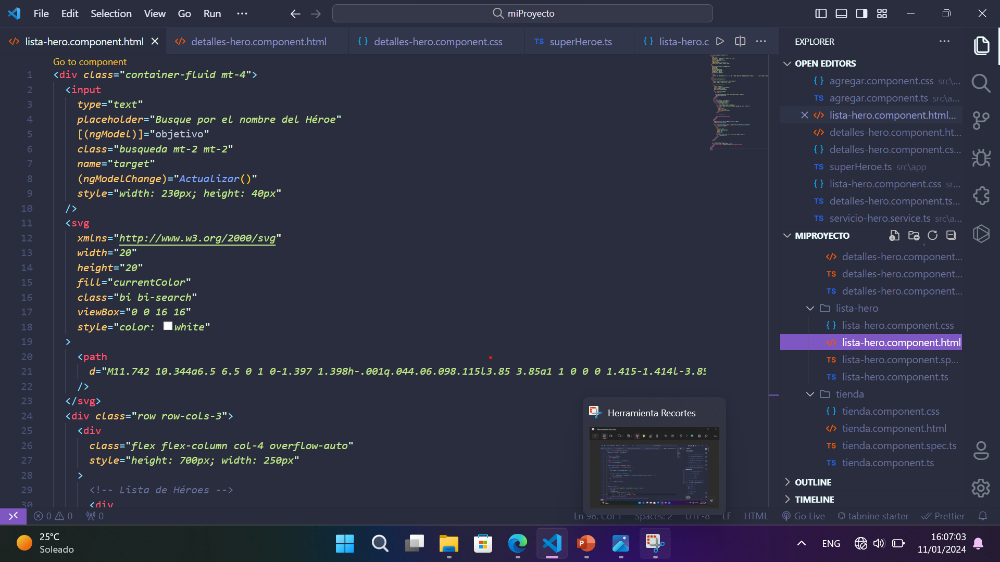 File Edit Selection View Go Run ··· miProyecto
lista-hero.component.html detalles-hero.component.html detalles-hero.component.css TS superHeroe.ts lista-hero.c ···
Go to component
1 <div class="container-fluid mt-4">
2 <input
3 type="text"
4 placeholder="Busque por el nombre del Héroe"
5 [(ngModel)]="objetivo"
6 class="busqueda mt-2 mt-2"
7 name="target"
8 (ngModelChange)="Actualizar()"
9 style="width: 230px; height: 40px"
10 />
11 <svg
12 xmlns="http://www.w3.org/2000/svg"
13 width="20"
14 height="20"
15 fill="currentColor"
16 class="bi bi-search"
17 viewBox="0 0 16 16"
18 style="color: white"
19 >
20 <path
21 d="M11.742 10.344a6.5 6.5 0 1 0-1.397 1.398h-.001q.044.06.098.115l3.85 3.85a1 1 0 0 0 1.415-1.414l-3.85
22 />
23 </svg>
24 <div class="row row-cols-3">
25 <div
26 class="flex flex-column col-4 overflow-auto"
27 style="height: 700px; width: 250px"
28 >
29 <!-- Lista de Héroes -->
30 <div
EXPLORER ···
OPEN EDITORS
{ } agregar.component.css src\...
TS agregar.component.ts src\a...
lista-hero.component.html...
detalles-hero.component.ht...
{ } detalles-hero.component.cs...
TS superHeroe.ts src\app
{ } lista-hero.component.css sr...
TS detalles-hero.component.ts...
TS servicio-hero.service.ts src\a...
MIPROYECTO
detalles-hero.component...
TS detalles-hero.component...
TS detalles-hero.component...
lista-hero
{ } lista-hero.component.css
lista-hero.component.html
TS lista-hero.component.sp...
TS lista-hero.component.ts
tienda
{ } tienda.component.css
tienda.component.html
TS tienda.component.spec.ts
TS tienda.component.ts
OUTLINE
TIMELINE
Herramienta Recortes
0 0 0 Ln 96, Col 1 Spaces: 2 UTF-8 LF HTML Go Live tabnine starter Prettier
25°C
Soleado
ENG
16:07:03
11/01/2024